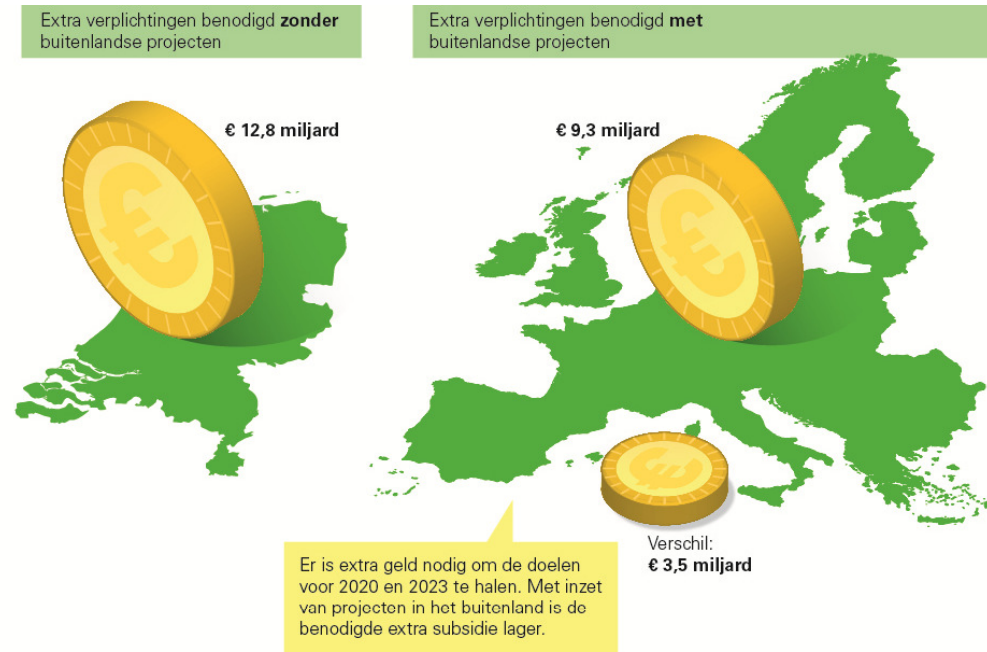 Extra verplichtingen benodigd zonder
buitenlandse projecten
Extra verplichtingen benodigd met
buitenlandse projecten
€ 12,8 miljard
€ 9,3 miljard
€
€
€
Verschil:
€ 3,5 miljard
Er is extra geld nodig om de doelen
voor 2020 en 2023 te halen. Met inzet
van projecten in het buitenland is de
benodigde extra subsidie lager.